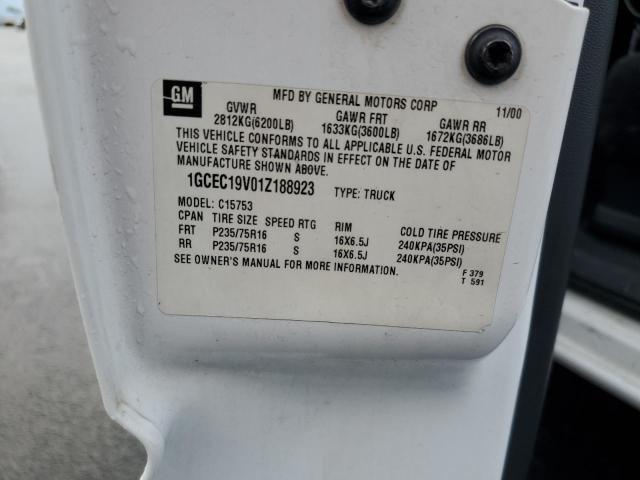 GM MFD BY GENERAL MOTORS CORP 11/00
GVWR GAWR FRT GAWR RR
2812KG(6200LB) 1633KG(3600LB) 1672KG(3686LB)
THIS VEHICLE CONFORMS TO ALL APPLICABLE U.S. FEDERAL MOTOR
VEHICLE SAFETY STANDARDS IN EFFECT ON THE DATE OF
MANUFACTURE SHOWN ABOVE.
1GCEC19V01Z188923 TYPE: TRUCK
MODEL: C15753
CPAN TIRE SIZE SPEED RTG RIM COLD TIRE PRESSURE
FRT P235/75R16 S 16X6.5J 240KPA(35PSI)
RR P235/75R16 S 16X6.5J 240KPA(35PSI)
SEE OWNER'S MANUAL FOR MORE INFORMATION.
F 379
T 591